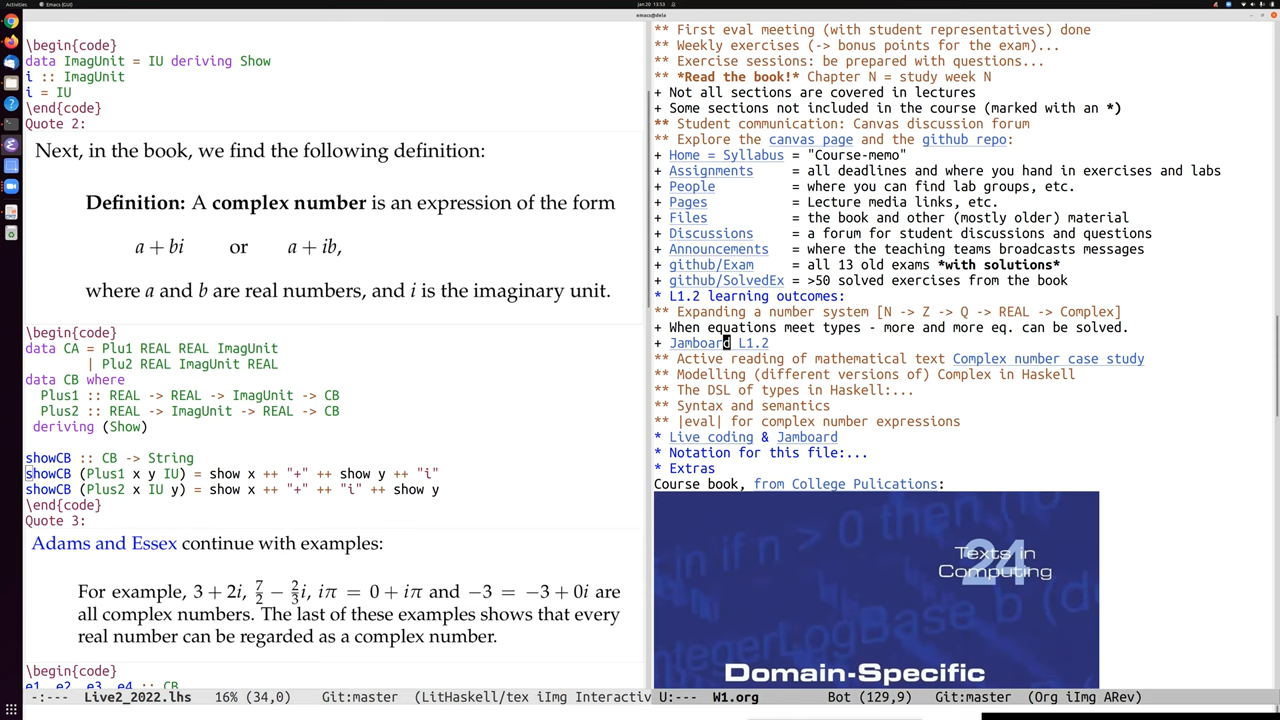 Activities
Emacs (GUI)
Jan 20 13:53
emacs@dela
\begin{code}
data ImagUnit = IU deriving Show
i :: ImagUnit
i = IU
\end{code}
Quote 2:
Next, in the book, we find the following definition:
Definition: A complex number is an expression of the form
a + bi or a + ib,
where a and b are real numbers, and i is the imaginary unit.
\begin{code}
data CA = Plu1 REAL REAL ImagUnit
| Plu2 REAL ImagUnit REAL
data CB where
Plus1 :: REAL -> REAL -> ImagUnit -> CB
Plus2 :: REAL -> ImagUnit -> REAL -> CB
deriving (Show)
showCB :: CB -> String
showCB (Plus1 x y IU) = show x ++ "+" ++ show y ++ "i"
showCB (Plus2 x IU y) = show x ++ "+" ++ "i" ++ show y
\end{code}
Quote 3:
Adams and Essex continue with examples:
For example, 3 + 2i, 7/2 − 2/3i, iπ = 0 + iπ and −3 = −3 + 0i are
all complex numbers. The last of these examples shows that every
real number can be regarded as a complex number.
\begin{code}
e1, e2, e3, e4 :: CB
-:--- Live2_2022.lhs 16% (34,0) Git:master (LitHaskell/tex iImg Interactiv
** First eval meeting (with student representatives) done
** Weekly exercises (-> bonus points for the exam)...
** Exercise sessions: be prepared with questions...
** *Read the book!* Chapter N = study week N
+ Not all sections are covered in lectures
+ Some sections not included in the course (marked with an *)
** Student communication: Canvas discussion forum
** Explore the canvas page and the github repo:
+ Home = Syllabus = "Course-memo"
+ Assignments = all deadlines and where you hand in exercises and labs
+ People = where you can find lab groups, etc.
+ Pages = Lecture media links, etc.
+ Files = the book and other (mostly older) material
+ Discussions = a forum for student discussions and questions
+ Announcements = where the teaching teams broadcasts messages
+ github/Exam = all 13 old exams *with solutions*
+ github/SolvedEx = >50 solved exercises from the book
* L1.2 learning outcomes:
** Expanding a number system [N -> Z -> Q -> REAL -> Complex]
+ When equations meet types - more and more eq. can be solved.
+ Jamboard L1.2
** Active reading of mathematical text Complex number case study
** Modelling (different versions of) Complex in Haskell
** The DSL of types in Haskell:...
** Syntax and semantics
** |eval| for complex number expressions
* Live coding & Jamboard
* Notation for this file:...
* Extras
Course book, from College Pulications:
24
Texts in
Computing
Domain-Specific
U:--- W1.org Bot (129,9) Git:master (Org iImg ARev)